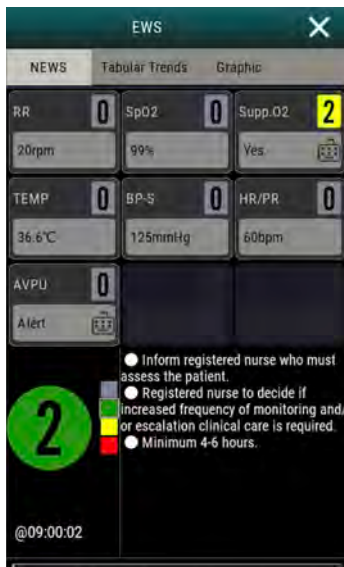 EWS
NEWS Tabular Trends Graphic
RR 0 SpO2 0 Supp.O2 2
20rpm 99% Yes
TEMP 0 BP-S 0 HR/PR 0
36.6°C 125mmHg 60bpm
AVPU 0
Alert
Inform registered nurse who must
assess the patient.
Registered nurse to decide if
increased frequency of monitoring and/
or escalation clinical care is required.
Minimum 4-6 hours.
2
@09:00:02